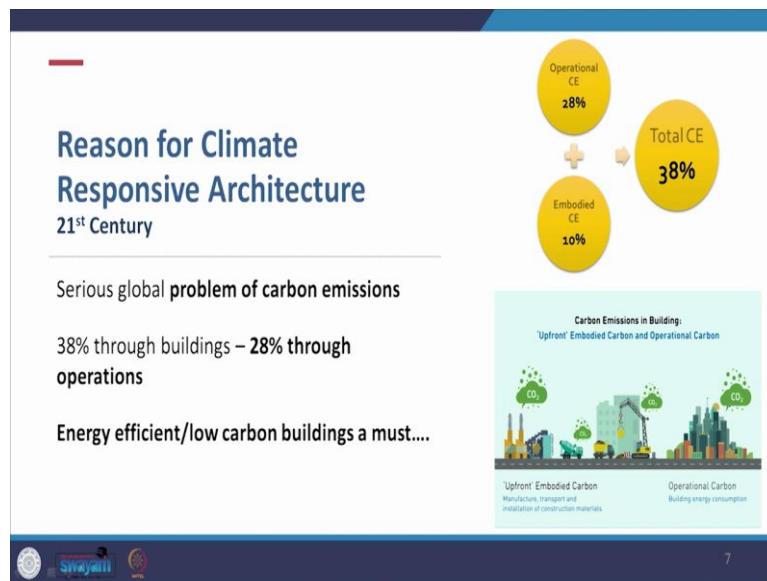 Reason for Climate
Responsive Architecture
21st Century
Serious global problem of carbon emissions
38% through buildings – 28% through
operations
Energy efficient/low carbon buildings a must….
Operational
CE
28%
Embodied
CE
10%
Total CE
38%
Carbon Emissions in Building:
'Upfront' Embodied Carbon and Operational Carbon
CO2
CO2
CO2
CO2
'Upfront' Embodied Carbon
Manufacture, transport and
installation of construction materials
Operational Carbon
Building energy consumption
swayam
7